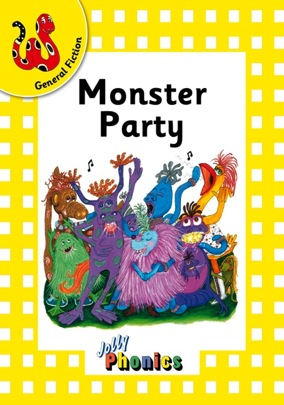 General Fiction
Monster
Party
Jolly
Phonics